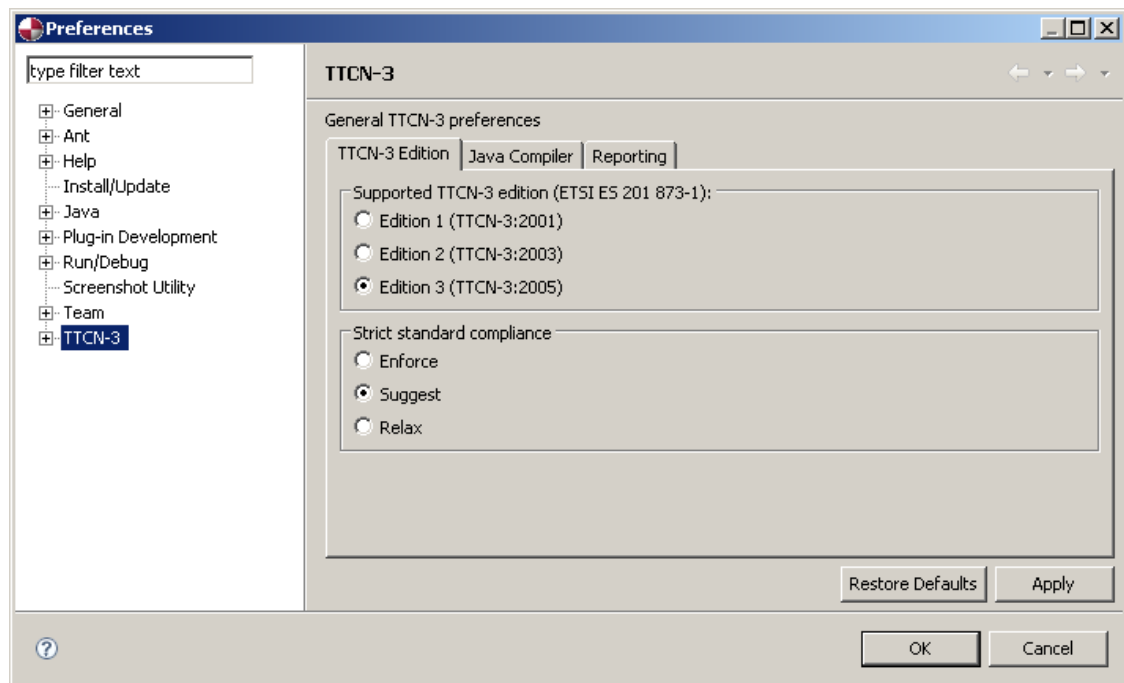 Preferences
type filter text
General
Ant
Help
Install/Update
Java
Plug-in Development
Run/Debug
Screenshot Utility
Team
TTCN-3
TTCN-3
General TTCN-3 preferences
TTCN-3 Edition Java Compiler Reporting
Supported TTCN-3 edition (ETSI ES 201 873-1):
Edition 1 (TTCN-3:2001)
Edition 2 (TTCN-3:2003)
Edition 3 (TTCN-3:2005)
Strict standard compliance
Enforce
Suggest
Relax
Restore Defaults Apply
? OK Cancel